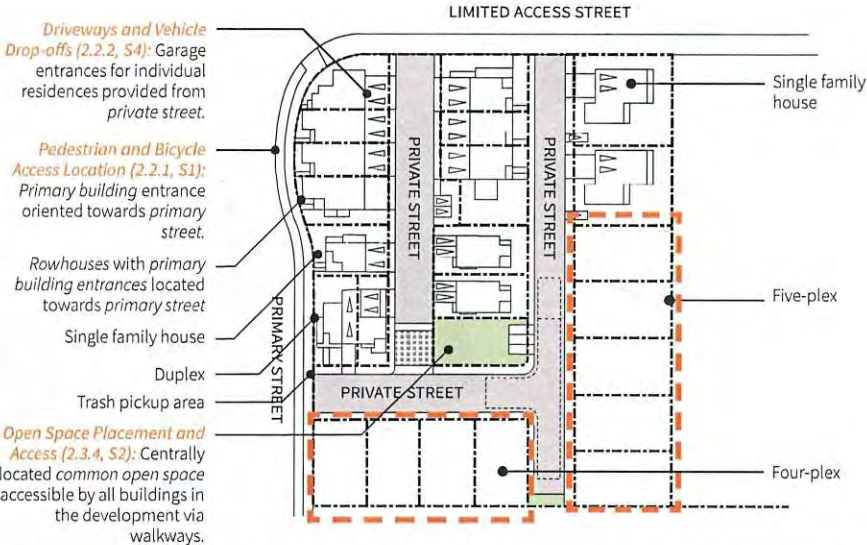 LIMITED ACCESS STREET
Driveways and Vehicle
Drop-offs (2.2.2, S4): Garage
entrances for individual
residences provided from
private street.
Pedestrian and Bicycle
Access Location (2.2.1, S1):
Primary building entrance
oriented towards primary
street.
Rowhouses with primary
building entrances located
towards primary street
Single family house
Duplex
Trash pickup area
Open Space Placement and
Access (2.3.4, S2): Centrally
located common open space
accessible by all buildings in
the development via
walkways.
PRIMARY STREET
PRIVATE STREET
PRIVATE STREET
PRIVATE STREET
Single family
house
Five-plex
Four-plex